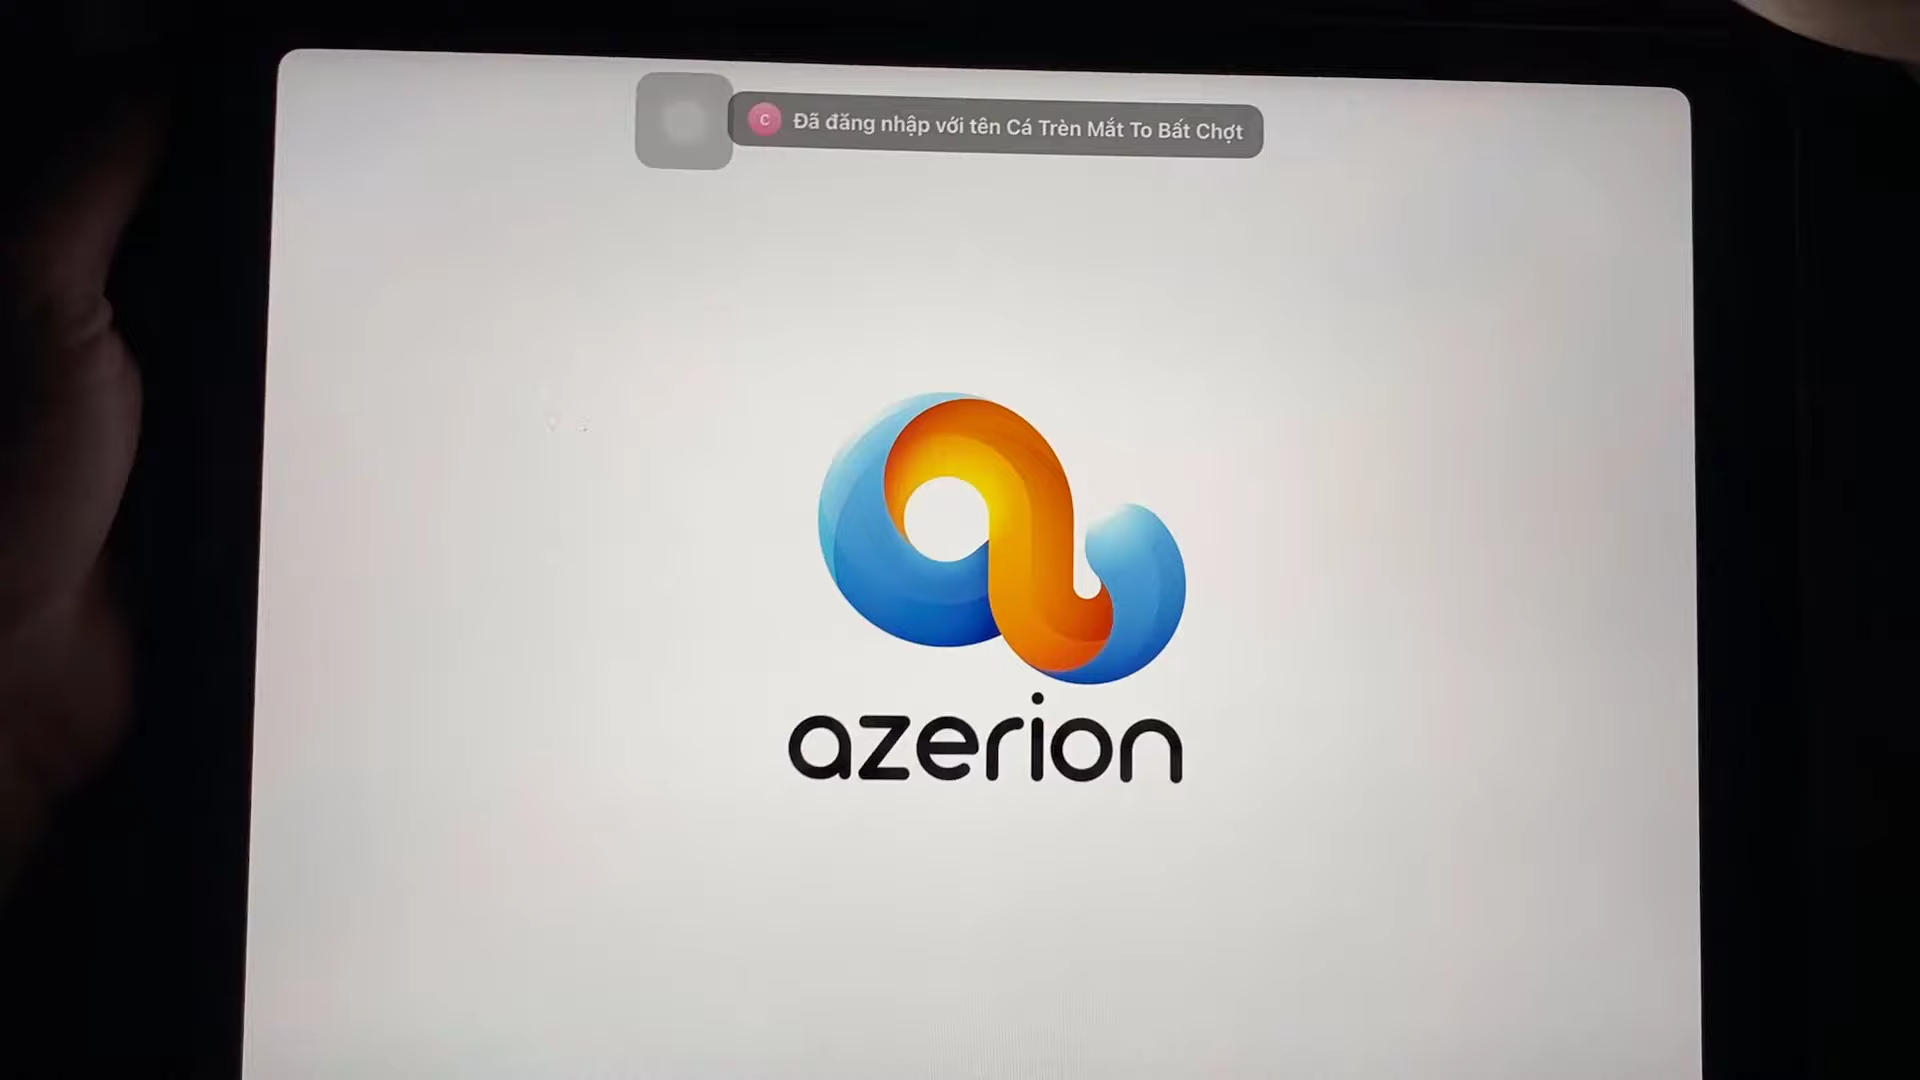 C
Đã đăng nhập với tên Cá Trèn Mắt To Bất Chợt
azerion